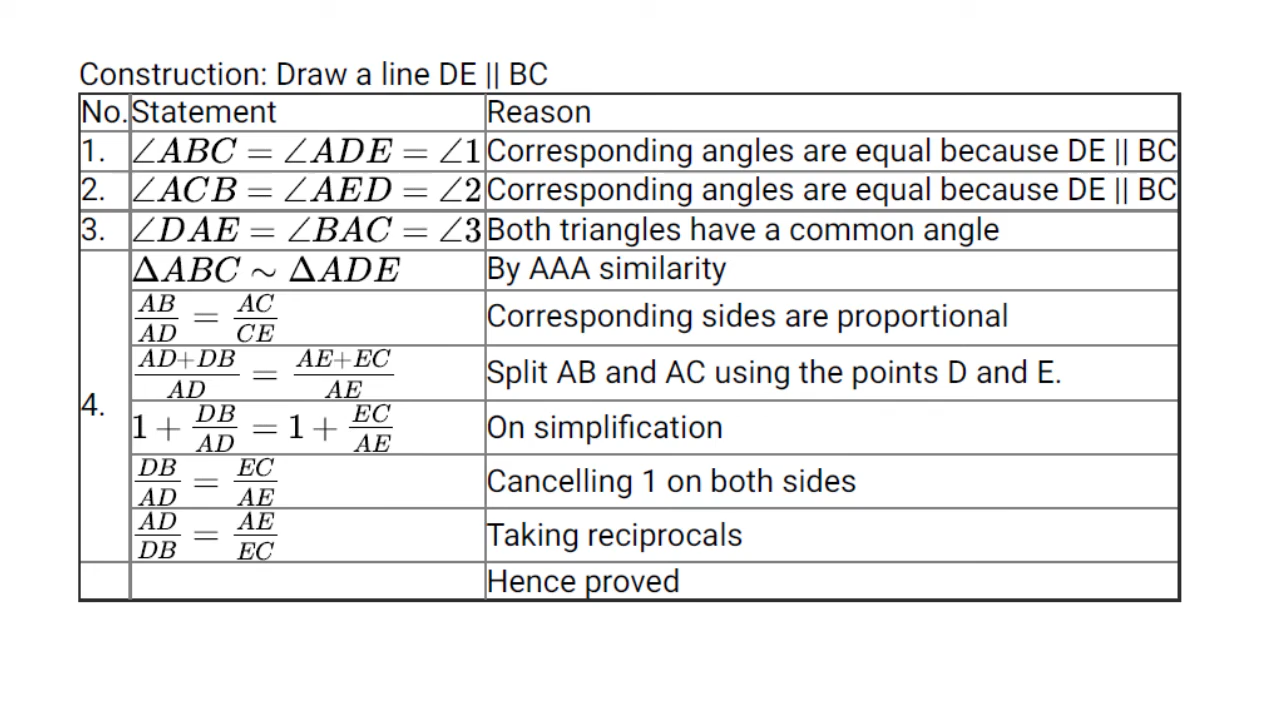 Construction: Draw a line DE || BC
No. Statement Reason
1. ∠ABC = ∠ADE = ∠1 Corresponding angles are equal because DE || BC
2. ∠ACB = ∠AED = ∠2 Corresponding angles are equal because DE || BC
3. ∠DAE = ∠BAC = ∠3 Both triangles have a common angle
4. ΔABC ~ ΔADE By AAA similarity
AB/AD = AC/CE Corresponding sides are proportional
AD+DB/AD = AE+EC/AE Split AB and AC using the points D and E.
1 + DB/AD = 1 + EC/AE On simplification
DB/AD = EC/AE Cancelling 1 on both sides
AD/DB = AE/EC Taking reciprocals
Hence proved